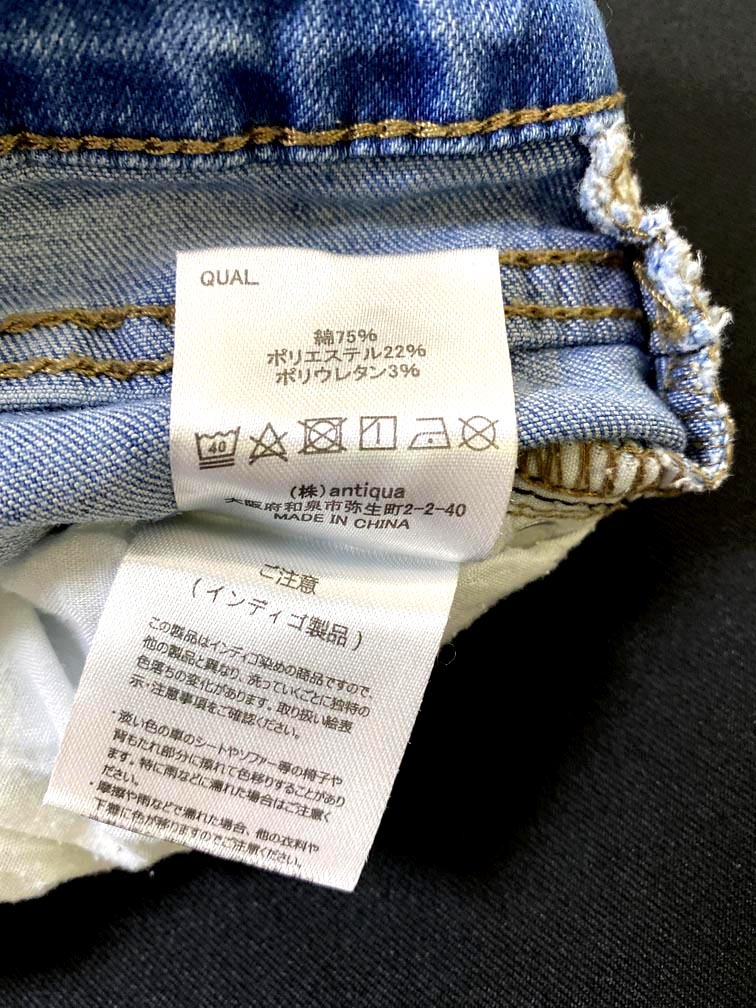 QUAL
綿75%
ポリエステル22%
ポリウレタン3%
40
(株)antiqua
大阪府和泉市弥生町2-2-40
MADE IN CHINA
ご注意
(インディゴ製品)
この製品はインディゴ染めの商品ですので、
他の製品と異なり、洗っていくごとに独特の
色落ちの変化があります。取り扱い絵表
示・注意事項をご確認ください。
・淡い色の車のシートやソファー等の椅子や
背もたれ部分に擦れて色移りすることがあり
ます。特に雨などに濡れた場合はご注意く
ださい。
・摩擦や雨などで濡れた場合、他の衣料や
下着に色が移りますのでご注意ください。